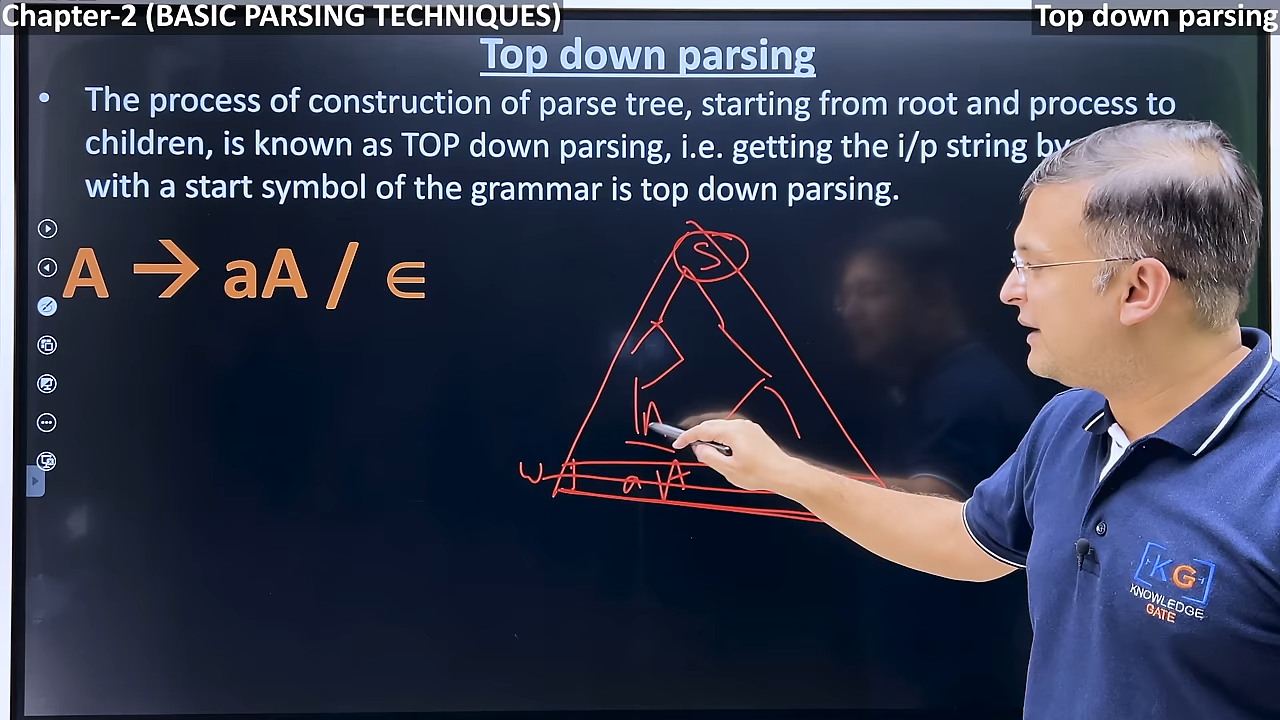 Chapter-2 (BASIC PARSING TECHNIQUES)
Top down parsing
Top down parsing
• The process of construction of parse tree, starting from root and process to
children, is known as TOP down parsing, i.e. getting the i/p string by
with a start symbol of the grammar is top down parsing.
A → aA / ∈
S
A
w
a A
KG
KNOWLEDGE
GATE